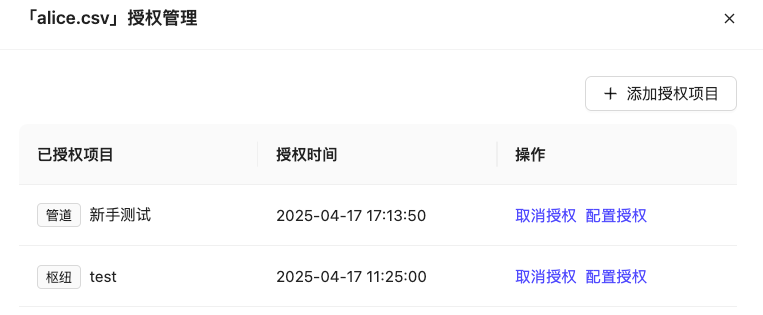 「alice.csv」授权管理
+ 添加授权项目
已授权项目 授权时间 操作
管道 新手测试 2025-04-17 17:13:50 取消授权 配置授权
枢纽 test 2025-04-17 11:25:00 取消授权 配置授权